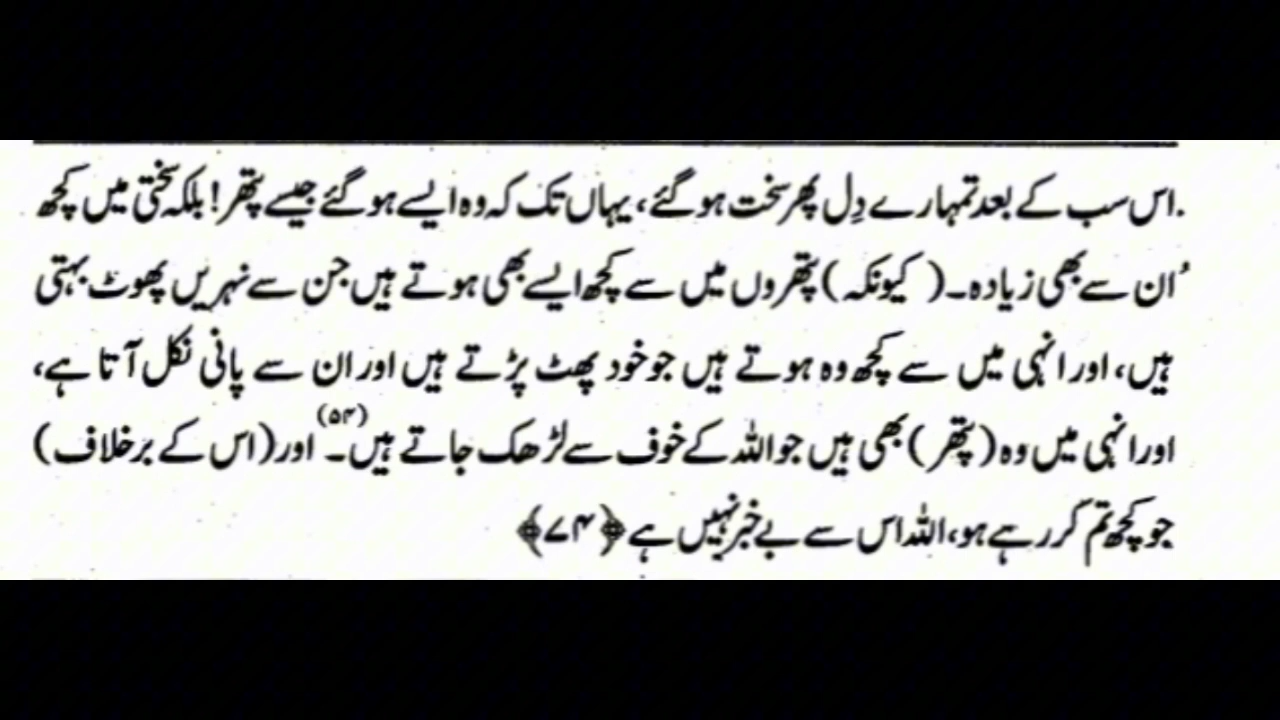 اس سب کے بعد تمہارے دِل پھر سخت ہوگئے، یہاں تک کہ وہ ایسے ہوگئے جیسے پتھر! بلکہ سختی میں کچھ
اُن سے بھی زیادہ۔ (کیونکہ) پتھروں میں سے کچھ ایسے بھی ہوتے ہیں جن سے نہریں پھوٹ بہتی
ہیں، اور انہی میں سے کچھ وہ ہوتے ہیں جو خود پھٹ پڑتے ہیں اور ان سے پانی نکل آتا ہے،
اور انہی میں وہ (پتھر) بھی ہیں جو اللہ کے خوف سے لڑھک جاتے ہیں۔(۵۴) اور (اس کے برخلاف)
جو کچھ تم کر رہے ہو، اللہ اس سے بے خبر نہیں ہے ﴿۷۴﴾